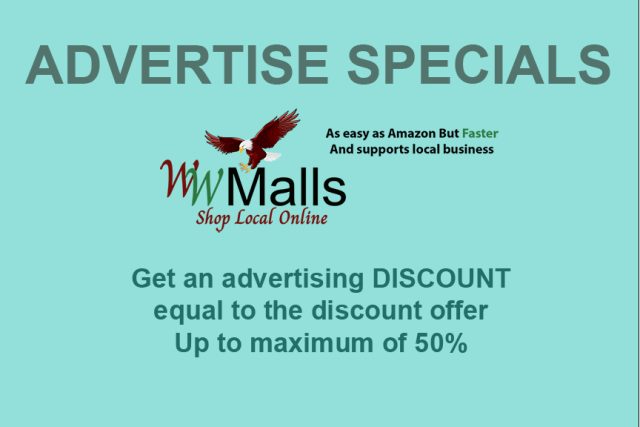 ADVERTISE SPECIALS
As easy as Amazon But Faster
And supports local business
WWMalls
Shop Local Online
Get an advertising DISCOUNT
equal to the discount offer
Up to maximum of 50%